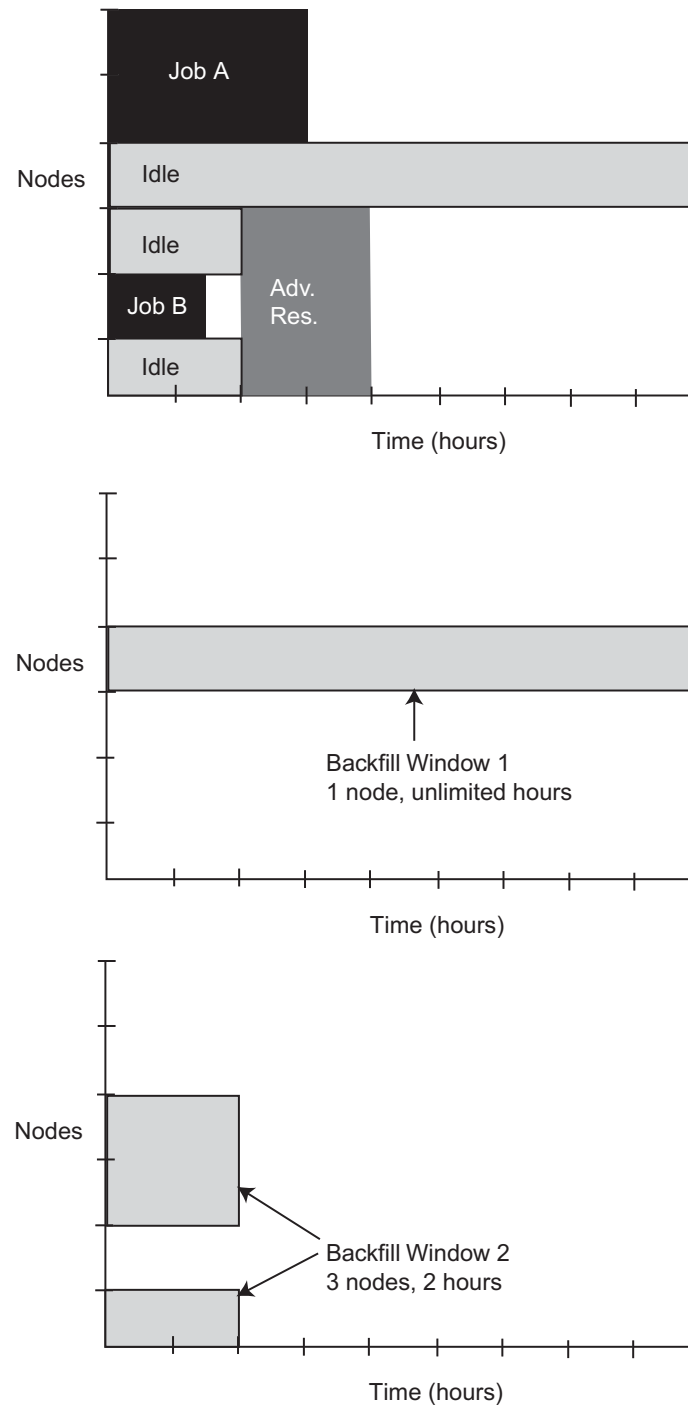 Job A
Nodes
Idle
Idle
Job B
Adv.
Res.
Idle
Time (hours)
Nodes
Backfill Window 1
1 node, unlimited hours
Time (hours)
Nodes
Backfill Window 2
3 nodes, 2 hours
Time (hours)